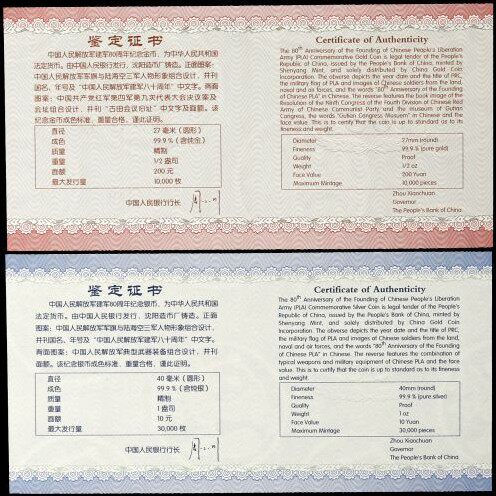 鉴定证书
中国人民解放军建军80周年纪念金币,为中华人民共和国
法定货币。由中国人民银行发行,沈阳造币厂铸造。正面图案:
中国人民解放军军旗与陆海空三军人物形象组合设计,并刊
国名、年号及“中国人民解放军建军八十周年”中文字。背面
图案:中国共产党红军第四军第九次代表大会决议案及
会址组合设计,并刊“古田会议旧址”中文字及面额。该
纪念金币成色标准,重量合格,谨此证明。
直径 27 毫米(圆形)
成色 99.9%(含纯金)
质量 精制
重量 1/2 盎司
面额 200 元
最大发行量 10,000 枚
中国人民银行行长
Certificate of Authenticity
The 80th Anniversary of the Founding of Chinese People's Liberation
Army (PLA) Commemorative Gold Coin is legal tender of the People's
Republic of China, issued by the People's Bank of China, minted by
Shenyang Mint, and solely distributed by China Gold Coin
Incorporation. The obverse depicts the year date and the title of PRC,
the military flag of PLA and images of Chinese soldiers from the land,
naval and air forces, and the words "80th Anniversary of the Founding
of Chinese PLA" in Chinese. The reverse features the book image of the
Resolution of the Ninth Congress of the Fourth Division of Chinese Red
Army of Chinese Communist Party and the museum of Gutian
Congress, the words "Gutian Congress Museum" in Chinese and the
face value. This is to certify that the coin is up to standard as to its
fineness and weight.
Diameter 27mm (round)
Fineness 99.9% (pure gold)
Quality Proof
Weight 1/2 oz
Face Value 200 Yuan
Maximum Mintage 10,000 pieces
Zhou Xiaochuan
Governor
The People's Bank of China
鉴定证书
中国人民解放军建军80周年纪念银币,为中华人民共和国
法定货币。由中国人民银行发行,沈阳造币厂铸造。正面
图案:中国人民解放军军旗与陆海空三军人物形象组合设计,
并刊国名、年号及“中国人民解放军建军八十周年”中文字。
背面图案:中国人民解放军典型武器装备组合设计,并刊
面额。该纪念银币成色标准,重量合格,谨此证明。
直径 40 毫米(圆形)
成色 99.9%(含纯银)
质量 精制
重量 1 盎司
面额 10 元
最大发行量 30,000 枚
中国人民银行行长
Certificate of Authenticity
The 80th Anniversary of the Founding of Chinese People's Liberation
Army (PLA) Commemorative Silver Coin is legal tender of the People's
Republic of China, issued by the People's Bank of China, minted by
Shenyang Mint, and solely distributed by China Gold Coin
Incorporation. The obverse depicts the year date and the title of PRC,
the military flag of PLA and images of Chinese soldiers from the land,
naval and air forces, and the words "80th Anniversary of the Founding
of Chinese PLA" in Chinese. The reverse features the combination of
typical weapons and military equipment of Chinese PLA and the face
value. This is to certify that the coin is up to standard as to its fineness
and weight.
Diameter 40mm (round)
Fineness 99.9% (pure silver)
Quality Proof
Weight 1 oz
Face Value 10 Yuan
Maximum Mintage 30,000 pieces
Zhou Xiaochuan
Governor
The People's Bank of China